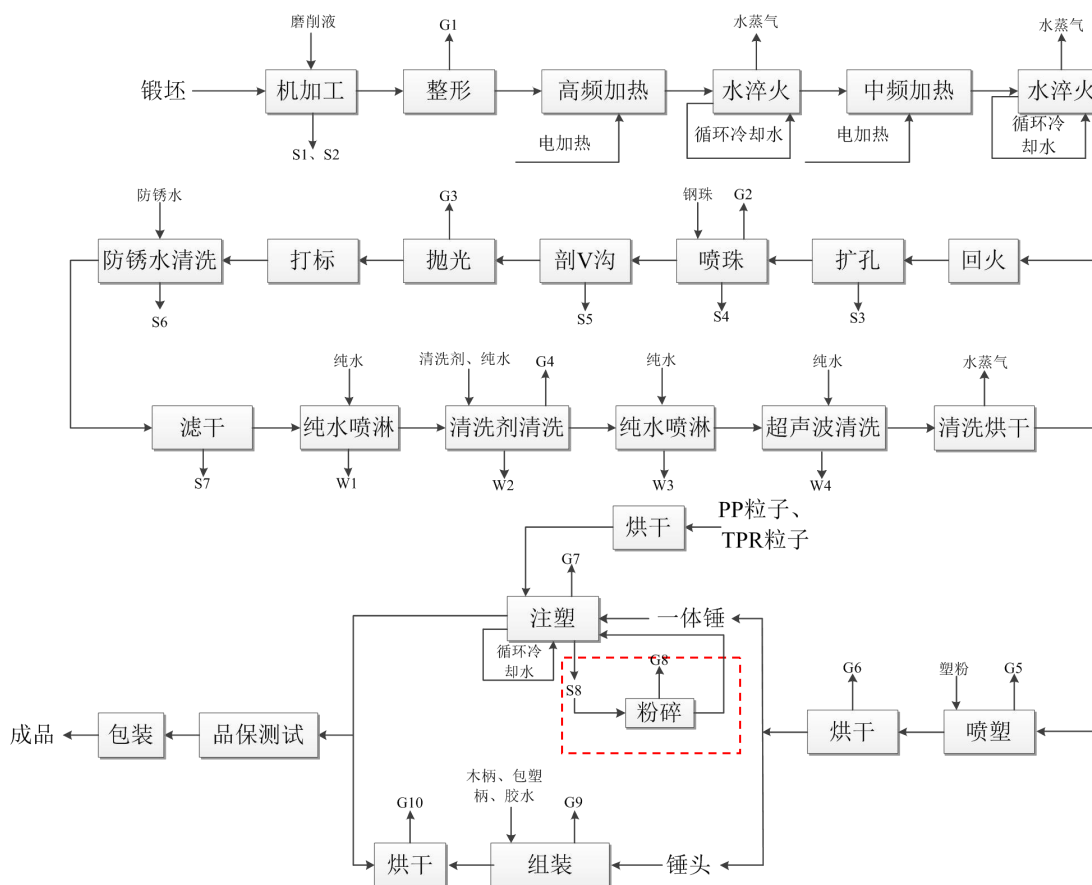 磨削液
G1
水蒸气
水蒸气
锻坯
机加工
整形
高频加热
水淬火
中频加热
水淬火
S1、S2
电加热
循环冷却水
电加热
循环冷
却水
防锈水
G3
钢珠
G2
防锈水清洗
打标
抛光
剖V沟
喷珠
扩孔
回火
S6
S5
S4
S3
纯水
清洗剂、纯水
G4
纯水
纯水
水蒸气
滤干
纯水喷淋
清洗剂清洗
纯水喷淋
超声波清洗
清洗烘干
S7
W1
W2
W3
W4
烘干
PP粒子、
TPR粒子
G7
注塑
一体锤
循环冷
却水
S8
G8
粉碎
G6
塑粉
G5
成品
包装
品保测试
烘干
喷塑
木柄、包塑
柄、胶水
G10
G9
烘干
组装
锤头